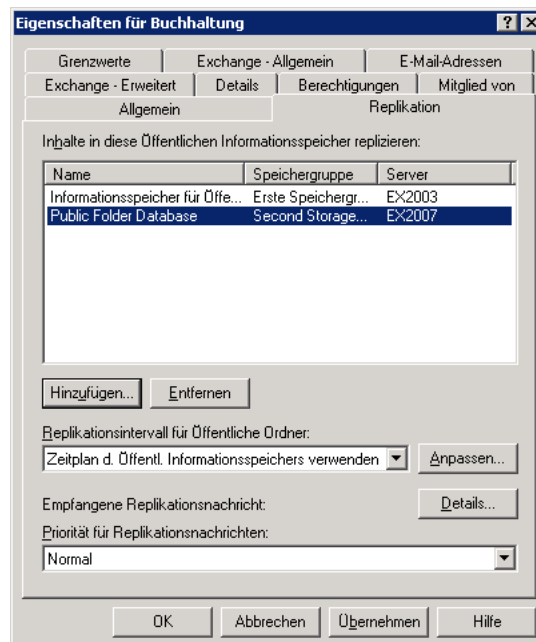 Eigenschaften für Buchhaltung
Grenzwerte Exchange - Allgemein E-Mail-Adressen
Exchange - Erweitert Details Berechtigungen Mitglied von
Allgemein Replikation
Inhalte in diese Öffentlichen Informationsspeicher replizieren:
Name Speichergruppe Server
Informationsspeicher für Öffe... Erste Speichergr... EX2003
Public Folder Database Second Storage... EX2007
Hinzufügen... Entfernen
Replikationsintervall für Öffentliche Ordner:
Zeitplan d. Öffentl. Informationsspeichers verwenden Anpassen...
Empfangene Replikationsnachricht: Details...
Priorität für Replikationsnachrichten:
Normal
OK Abbrechen Übernehmen Hilfe